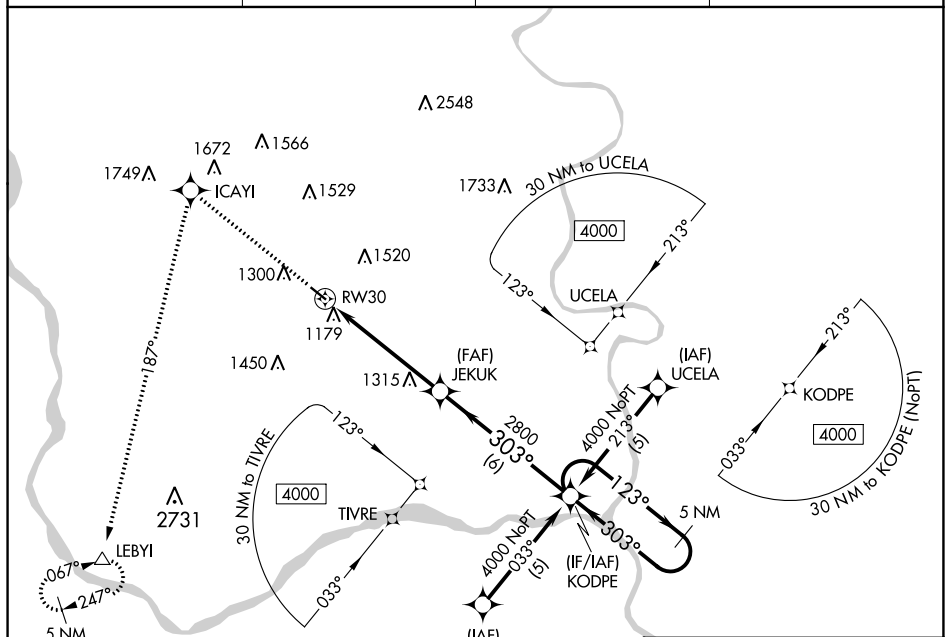 2548
1566
1672
1749
ICAYI
1529
1733
30 NM to UCELA
4000
213°
123°
1520
1300
RW30
UCELA
1179
187°
1450
1315
(FAF)
JEKUK
(IAF)
UCELA
213°
KODPE
4000
033°
30 NM to KODPE (NoPT)
2800
303°
(6)
4000 NoPT
213°
(5)
123°
303°
5 NM
30 NM to TIVRE
123°
4000
TIVRE
033°
2731
4000 NoPT
033°
(5)
(IF/IAF)
KODPE
LEBYI
067°
247°
5 NM
(IAF)